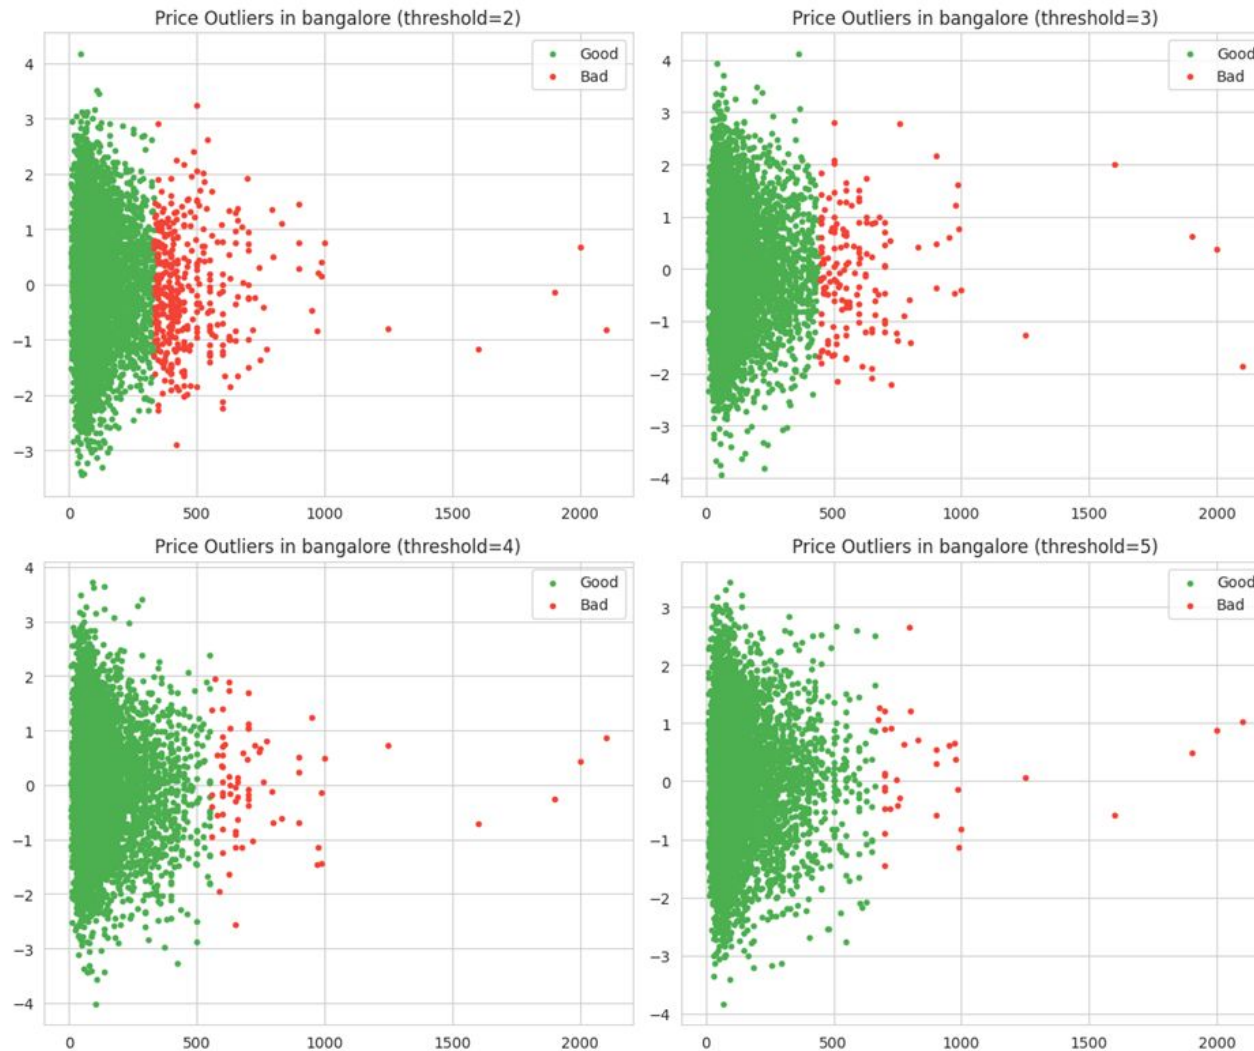 Price Outliers in bangalore (threshold=2)
Good
Bad
4
3
2
1
0
−1
−2
−3
0 500 1000 1500 2000
Price Outliers in bangalore (threshold=3)
Good
Bad
4
3
2
1
0
−1
−2
−3
−4
0 500 1000 1500 2000
Price Outliers in bangalore (threshold=4)
Good
Bad
4
3
2
1
0
−1
−2
−3
−4
0 500 1000 1500 2000
Price Outliers in bangalore (threshold=5)
Good
Bad
3
2
1
0
−1
−2
−3
−4
0 500 1000 1500 2000